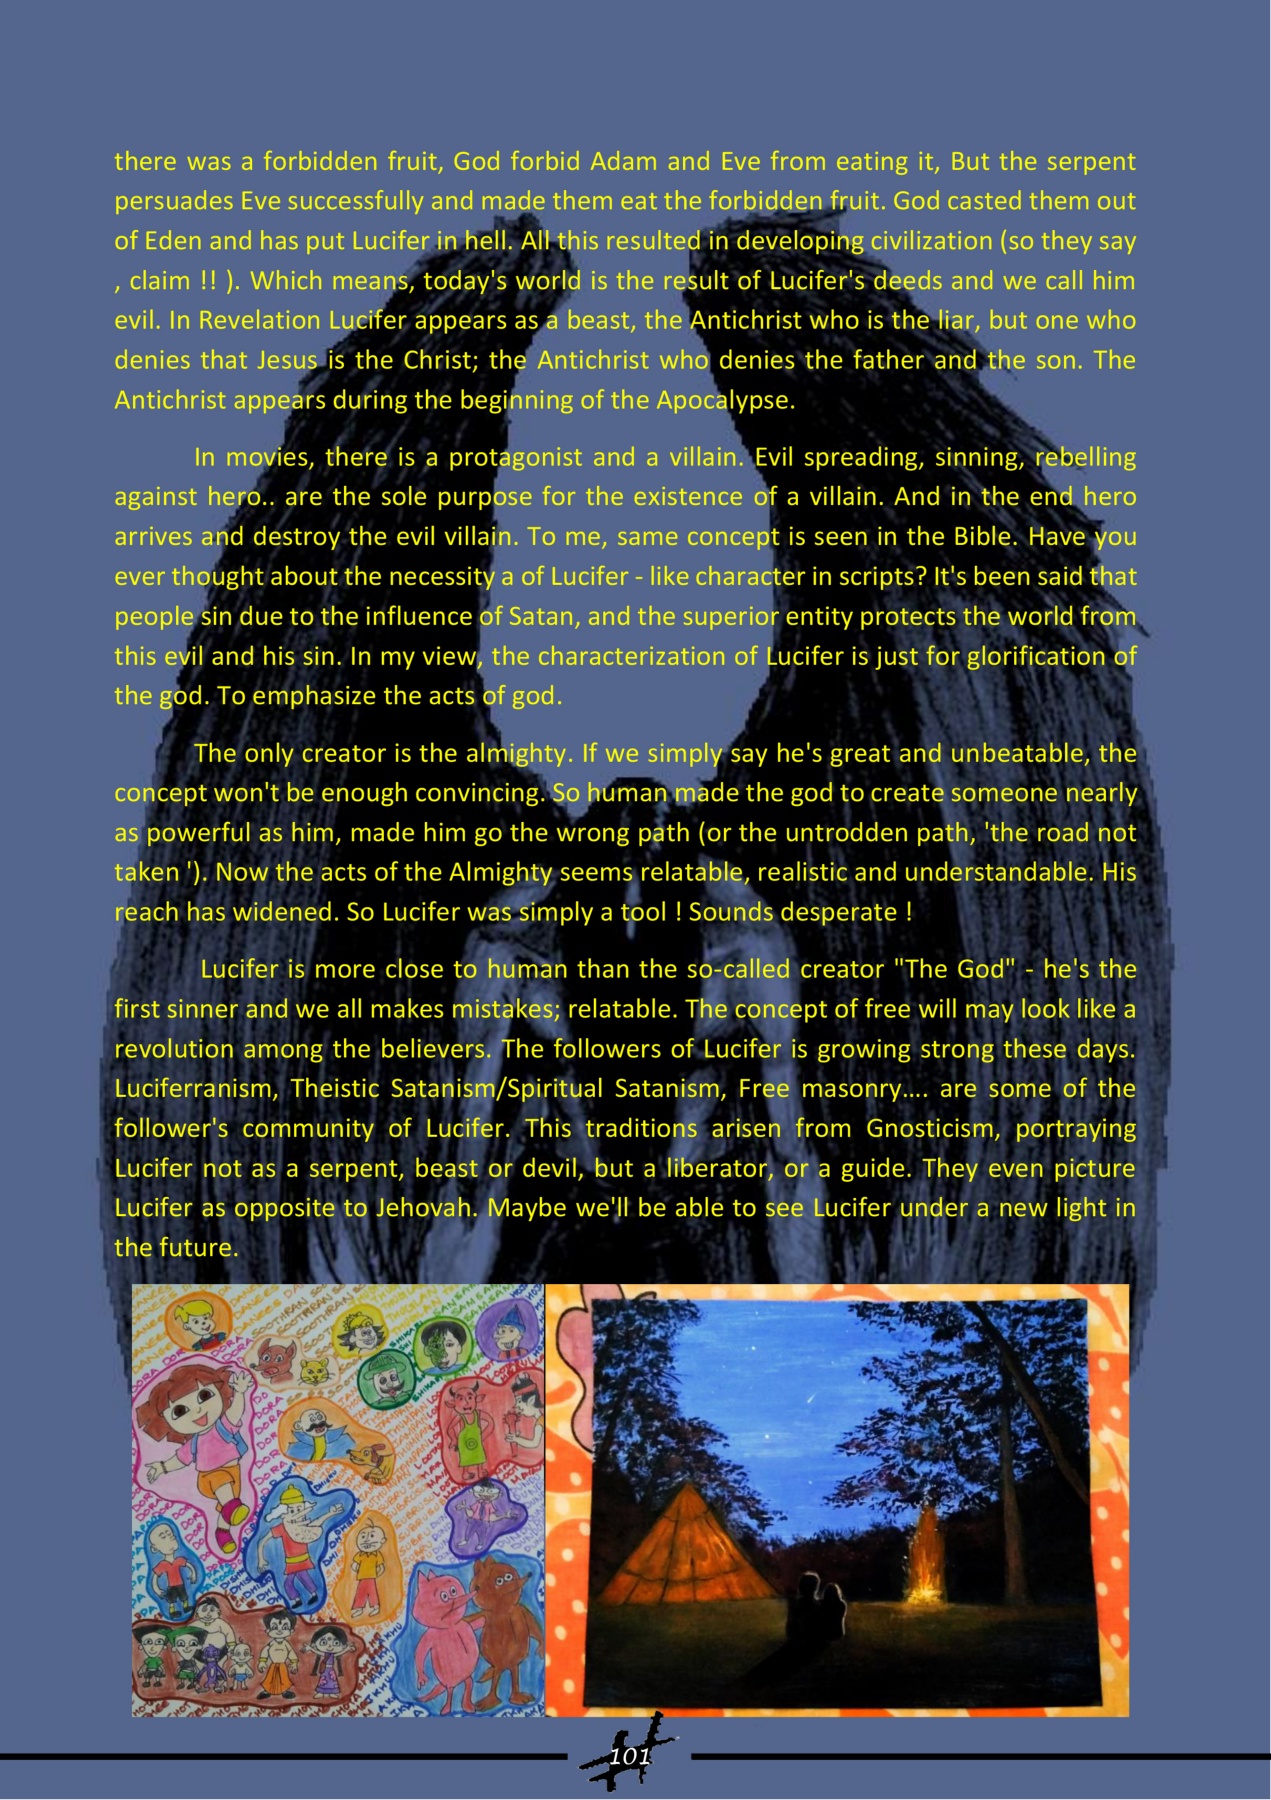 there was a forbidden fruit, God forbid Adam and Eve from eating it, But the serpent
persuades Eve successfully and made them eat the forbidden fruit. God casted them out
of Eden and has put Lucifer in hell. All this resulted in developing civilization (so they say
, claim !! ). Which means, today's world is the result of Lucifer's deeds and we call him
evil. In Revelation Lucifer appears as a beast, the Antichrist who is the liar, but one who
denies that Jesus is the Christ; the Antichrist who denies the father and the son. The
Antichrist appears during the beginning of the Apocalypse.
In movies, there is a protagonist and a villain. Evil spreading, sinning, rebelling
against hero.. are the sole purpose for the existence of a villain. And in the end hero
arrives and destroy the evil villain. To me, same concept is seen in the Bible. Have you
ever thought about the necessity a of Lucifer - like character in scripts? It's been said that
people sin due to the influence of Satan, and the superior entity protects the world from
this evil and his sin. In my view, the characterization of Lucifer is just for glorification of
the god. To emphasize the acts of god.
The only creator is the almighty. If we simply say he's great and unbeatable, the
concept won't be enough convincing. So human made the god to create someone nearly
as powerful as him, made him go the wrong path (or the untrodden path, 'the road not
taken '). Now the acts of the Almighty seems relatable, realistic and understandable. His
reach has widened. So Lucifer was simply a tool ! Sounds desperate !
Lucifer is more close to human than the so-called creator "The God" - he's the
first sinner and we all makes mistakes; relatable. The concept of free will may look like a
revolution among the believers. The followers of Lucifer is growing strong these days.
Luciferranism, Theistic Satanism/Spiritual Satanism, Free masonry.... are some of the
follower's community of Lucifer. This traditions arisen from Gnosticism, portraying
Lucifer not as a serpent, beast or devil, but a liberator, or a guide. They even picture
Lucifer as opposite to Jehovah. Maybe we'll be able to see Lucifer under a new light in
the future.
DORA
101